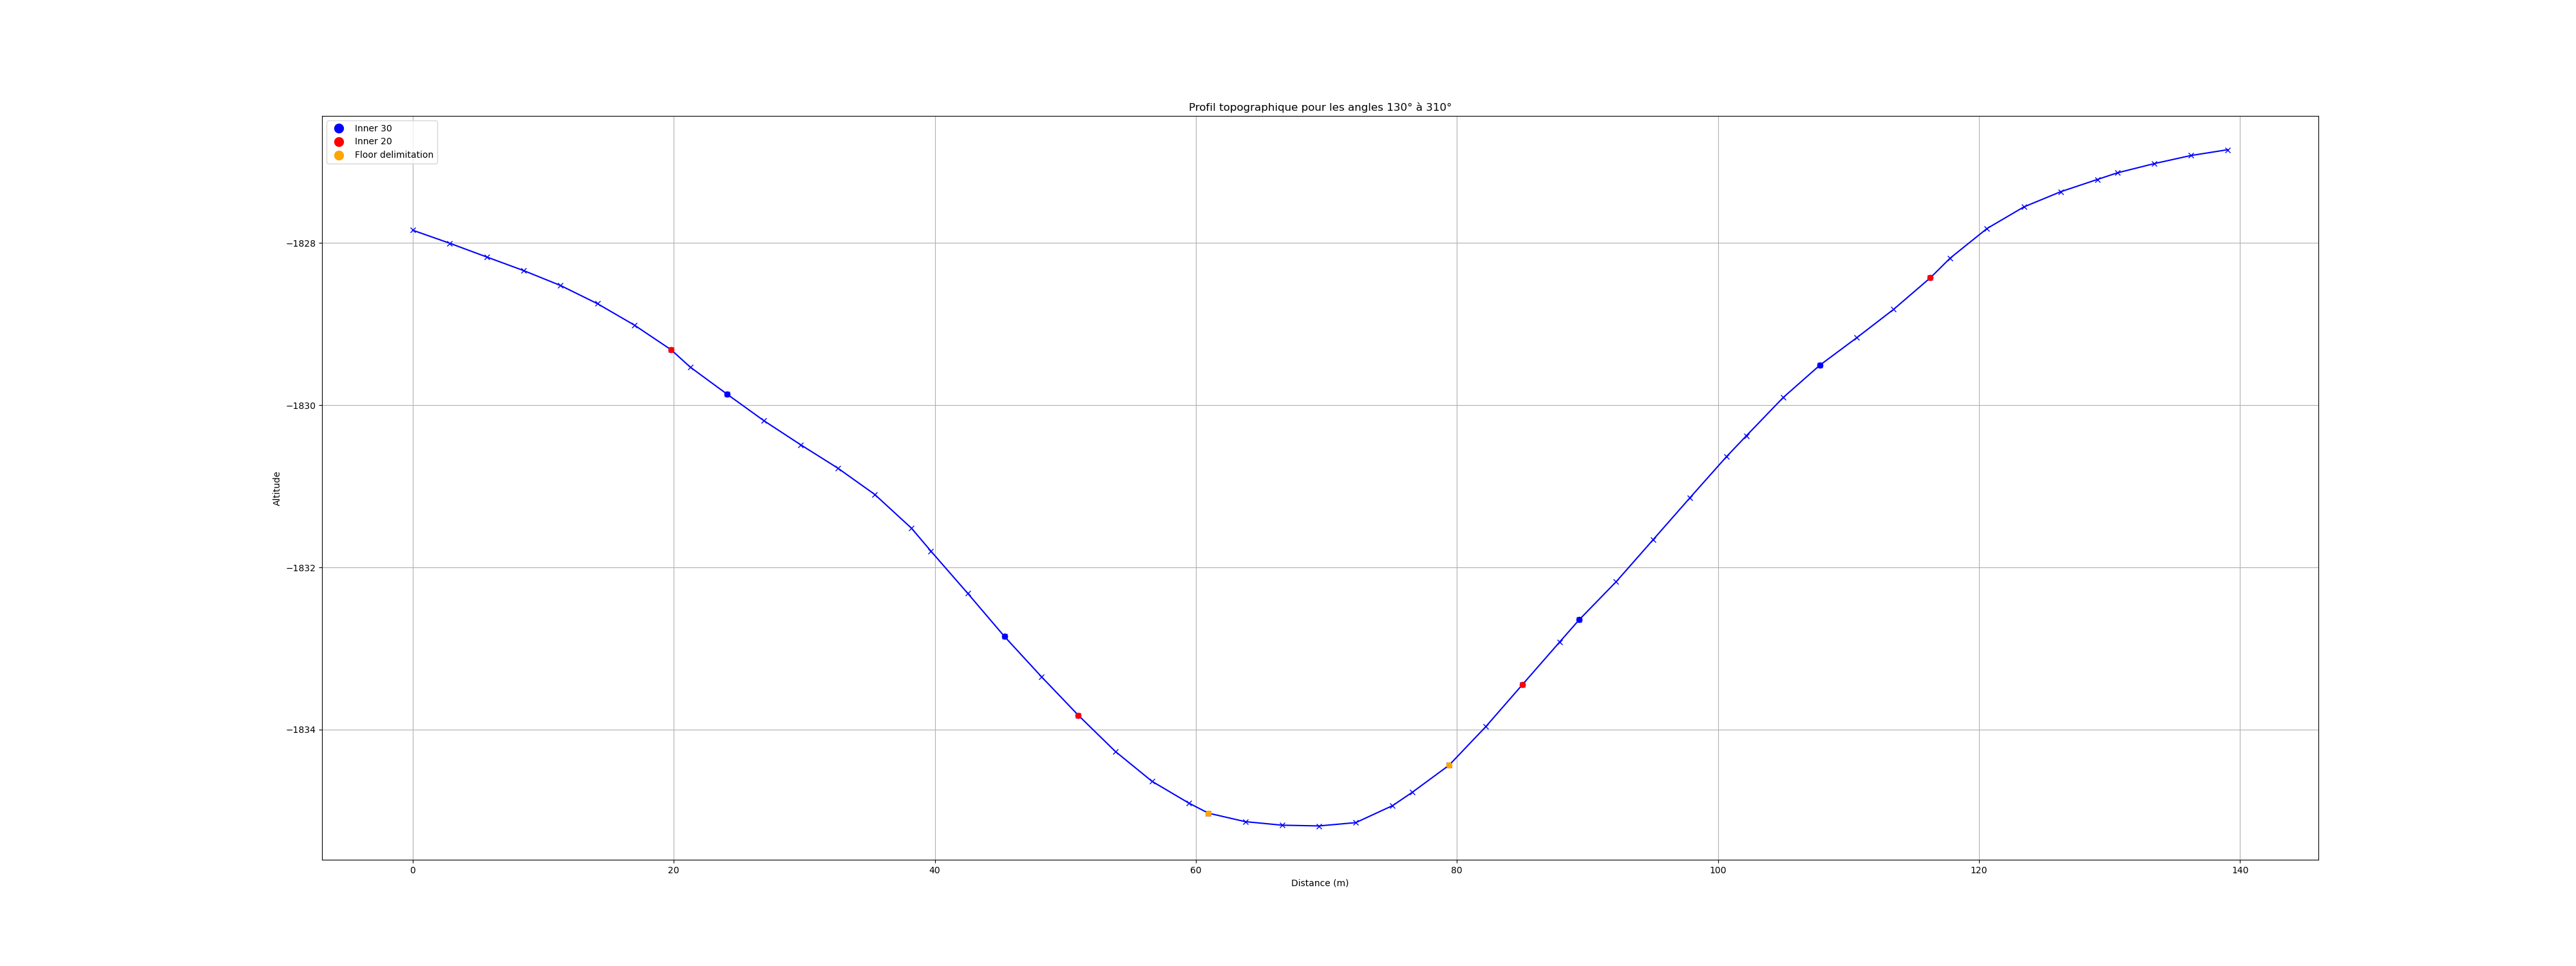 Profil topographique pour les angles 130° à 310°
Inner 30
Inner 20
Floor delimitation
−1828
−1830
−1832
−1834
Altitude
0 20 40 60 80 100 120 140
Distance (m)